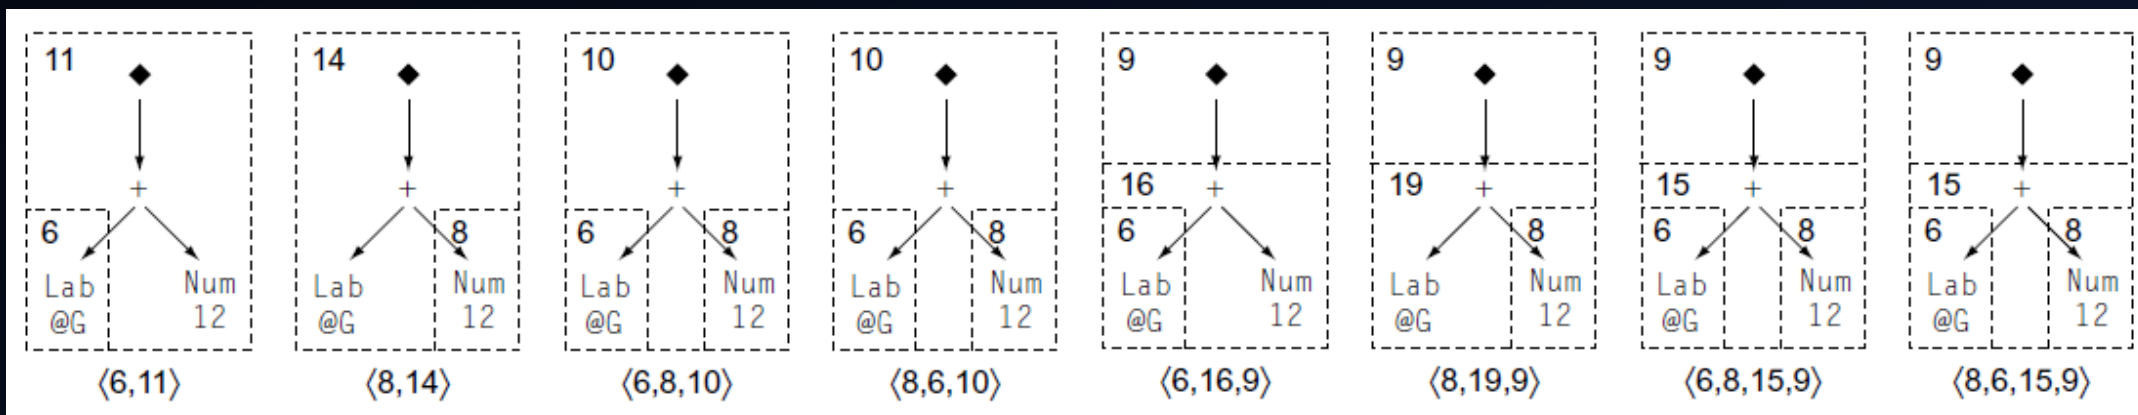 11 14 10 10 9 9 9 9
+ + + + 16 + 19 + 15 + 15 +
6 8 6 8 6 8 6 8 6 8 6 8
Lab Num Lab Num Lab Num Lab Num Lab Num Lab Num Lab Num Lab Num
@G 12 @G 12 @G 12 @G 12 @G 12 @G 12 @G 12 @G 12
⟨6,11⟩ ⟨8,14⟩ ⟨6,8,10⟩ ⟨8,6,10⟩ ⟨6,16,9⟩ ⟨8,19,9⟩ ⟨6,8,15,9⟩ ⟨8,6,15,9⟩